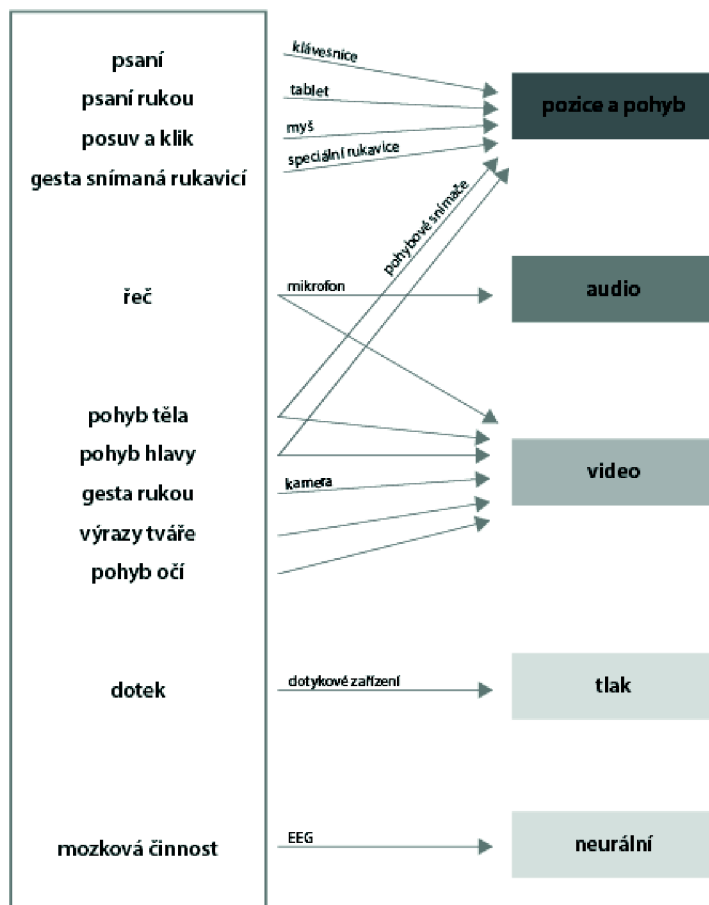 psaní
psaní rukou
posuv a klik
gesta snímaná rukavicí
řeč
pohyb těla
pohyb hlavy
gesta rukou
výrazy tváře
pohyb očí
dotek
mozková činnost
klávesnice
tablet
myš
speciální rukavice
pohybové snímače
mikrofon
kamera
dotykové zařízení
EEG
pozice a pohyb
audio
video
tlak
neurální